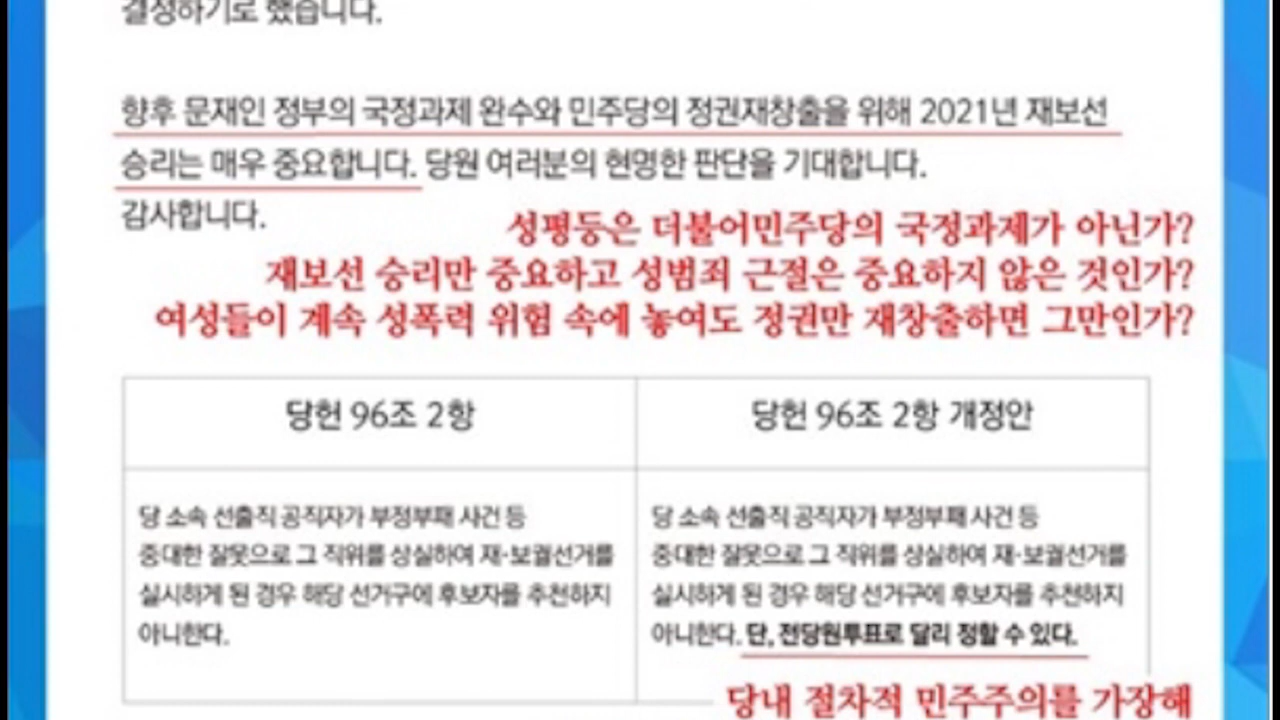 결정하기로 했습니다.
향후 문재인 정부의 국정과제 완수와 민주당의 정권재창출을 위해 2021년 재보선
승리는 매우 중요합니다. 당원 여러분의 현명한 판단을 기대합니다.
감사합니다.
성평등은 더불어민주당의 국정과제가 아닌가?
재보선 승리만 중요하고 성범죄 근절은 중요하지 않은 것인가?
여성들이 계속 성폭력 위험 속에 놓여도 정권만 재창출하면 그만인가?
당헌 96조 2항
당헌 96조 2항 개정안
당 소속 선출직 공직자가 부정부패 사건 등
중대한 잘못으로 그 직위를 상실하여 재·보궐선거를
실시하게 된 경우 해당 선거구에 후보자를 추천하지
아니한다.
당 소속 선출직 공직자가 부정부패 사건 등
중대한 잘못으로 그 직위를 상실하여 재·보궐선거를
실시하게 된 경우 해당 선거구에 후보자를 추천하지
아니한다. 단, 전당원투표로 달리 정할 수 있다.
당내 절차적 민주주의를 가장해